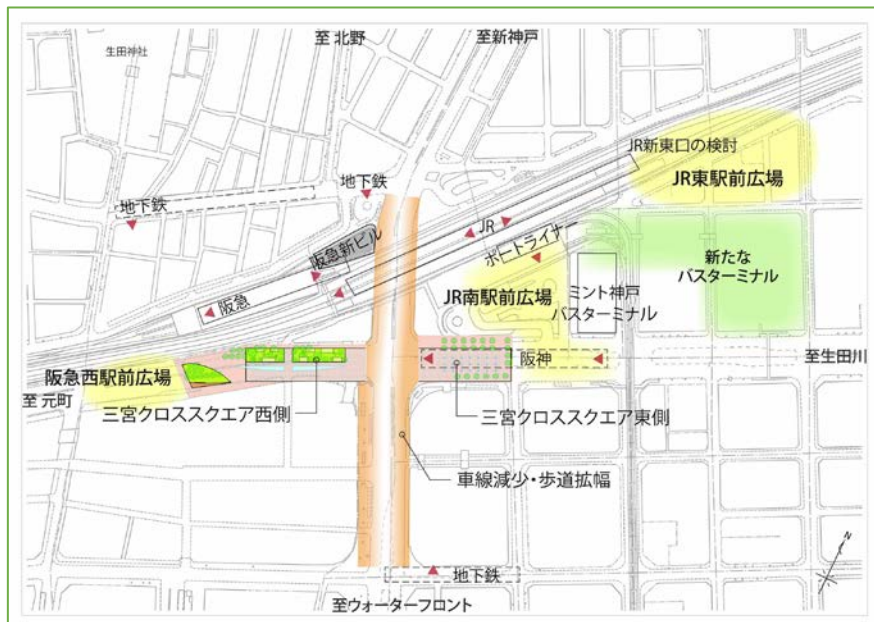 至 北野
至新神戸
生田神社
JR新東口の検討
JR東駅前広場
地下鉄
地下鉄
JR
ポートライナー
阪急新ビル
新たな
バスターミナル
阪急
JR南駅前広場
ミント神戸
バスターミナル
阪神
至生田川
阪急西駅前広場
至 元町
三宮クロススクエア西側
三宮クロススクエア東側
車線減少・歩道拡幅
地下鉄
至ウォーターフロント
N